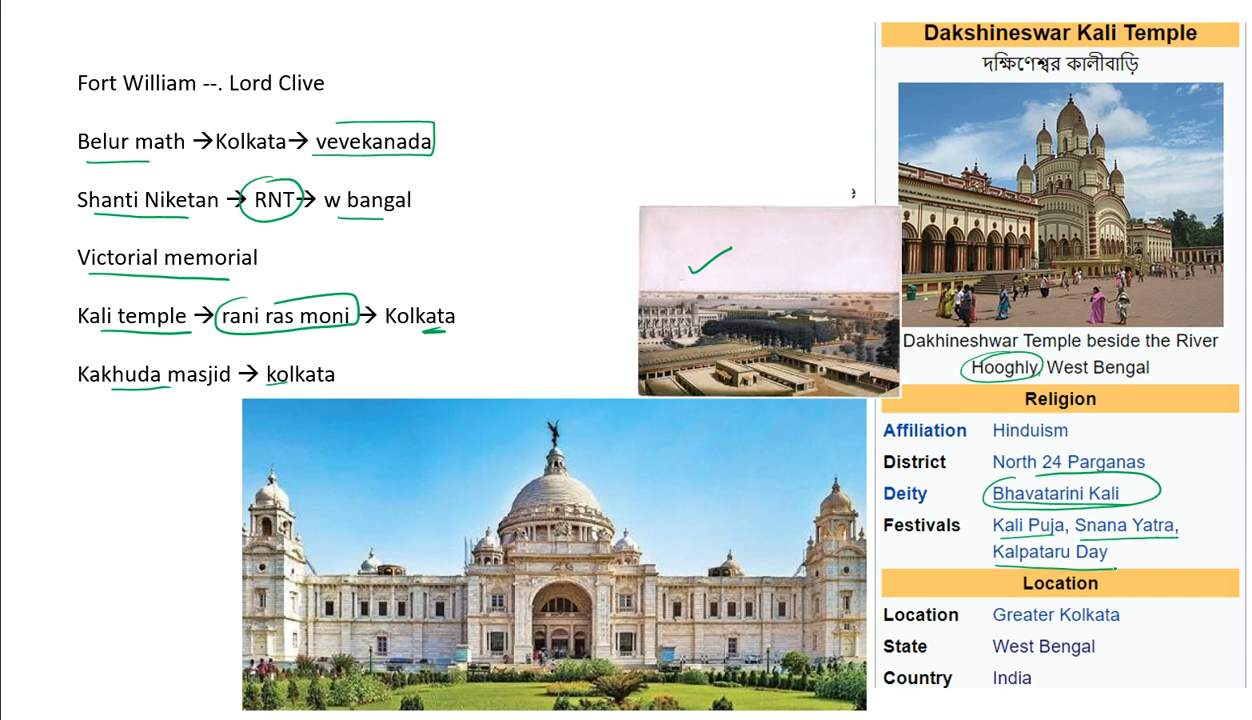 Fort William --. Lord Clive
Belur math →Kolkata→ vevekanada
Shanti Niketan → RNT→ w bangal
Victorial memorial
Kali temple → rani ras moni → Kolkata
Kakhuda masjid → kolkata
Dakshineswar Kali Temple
দক্ষিণেশ্বর কালীবাড়ি
Dakhineshwar Temple beside the River
Hooghly, West Bengal
Religion
Affiliation Hinduism
District North 24 Parganas
Deity Bhavatarini Kali
Festivals Kali Puja, Snana Yatra,
Kalpataru Day
Location
Location Greater Kolkata
State West Bengal
Country India